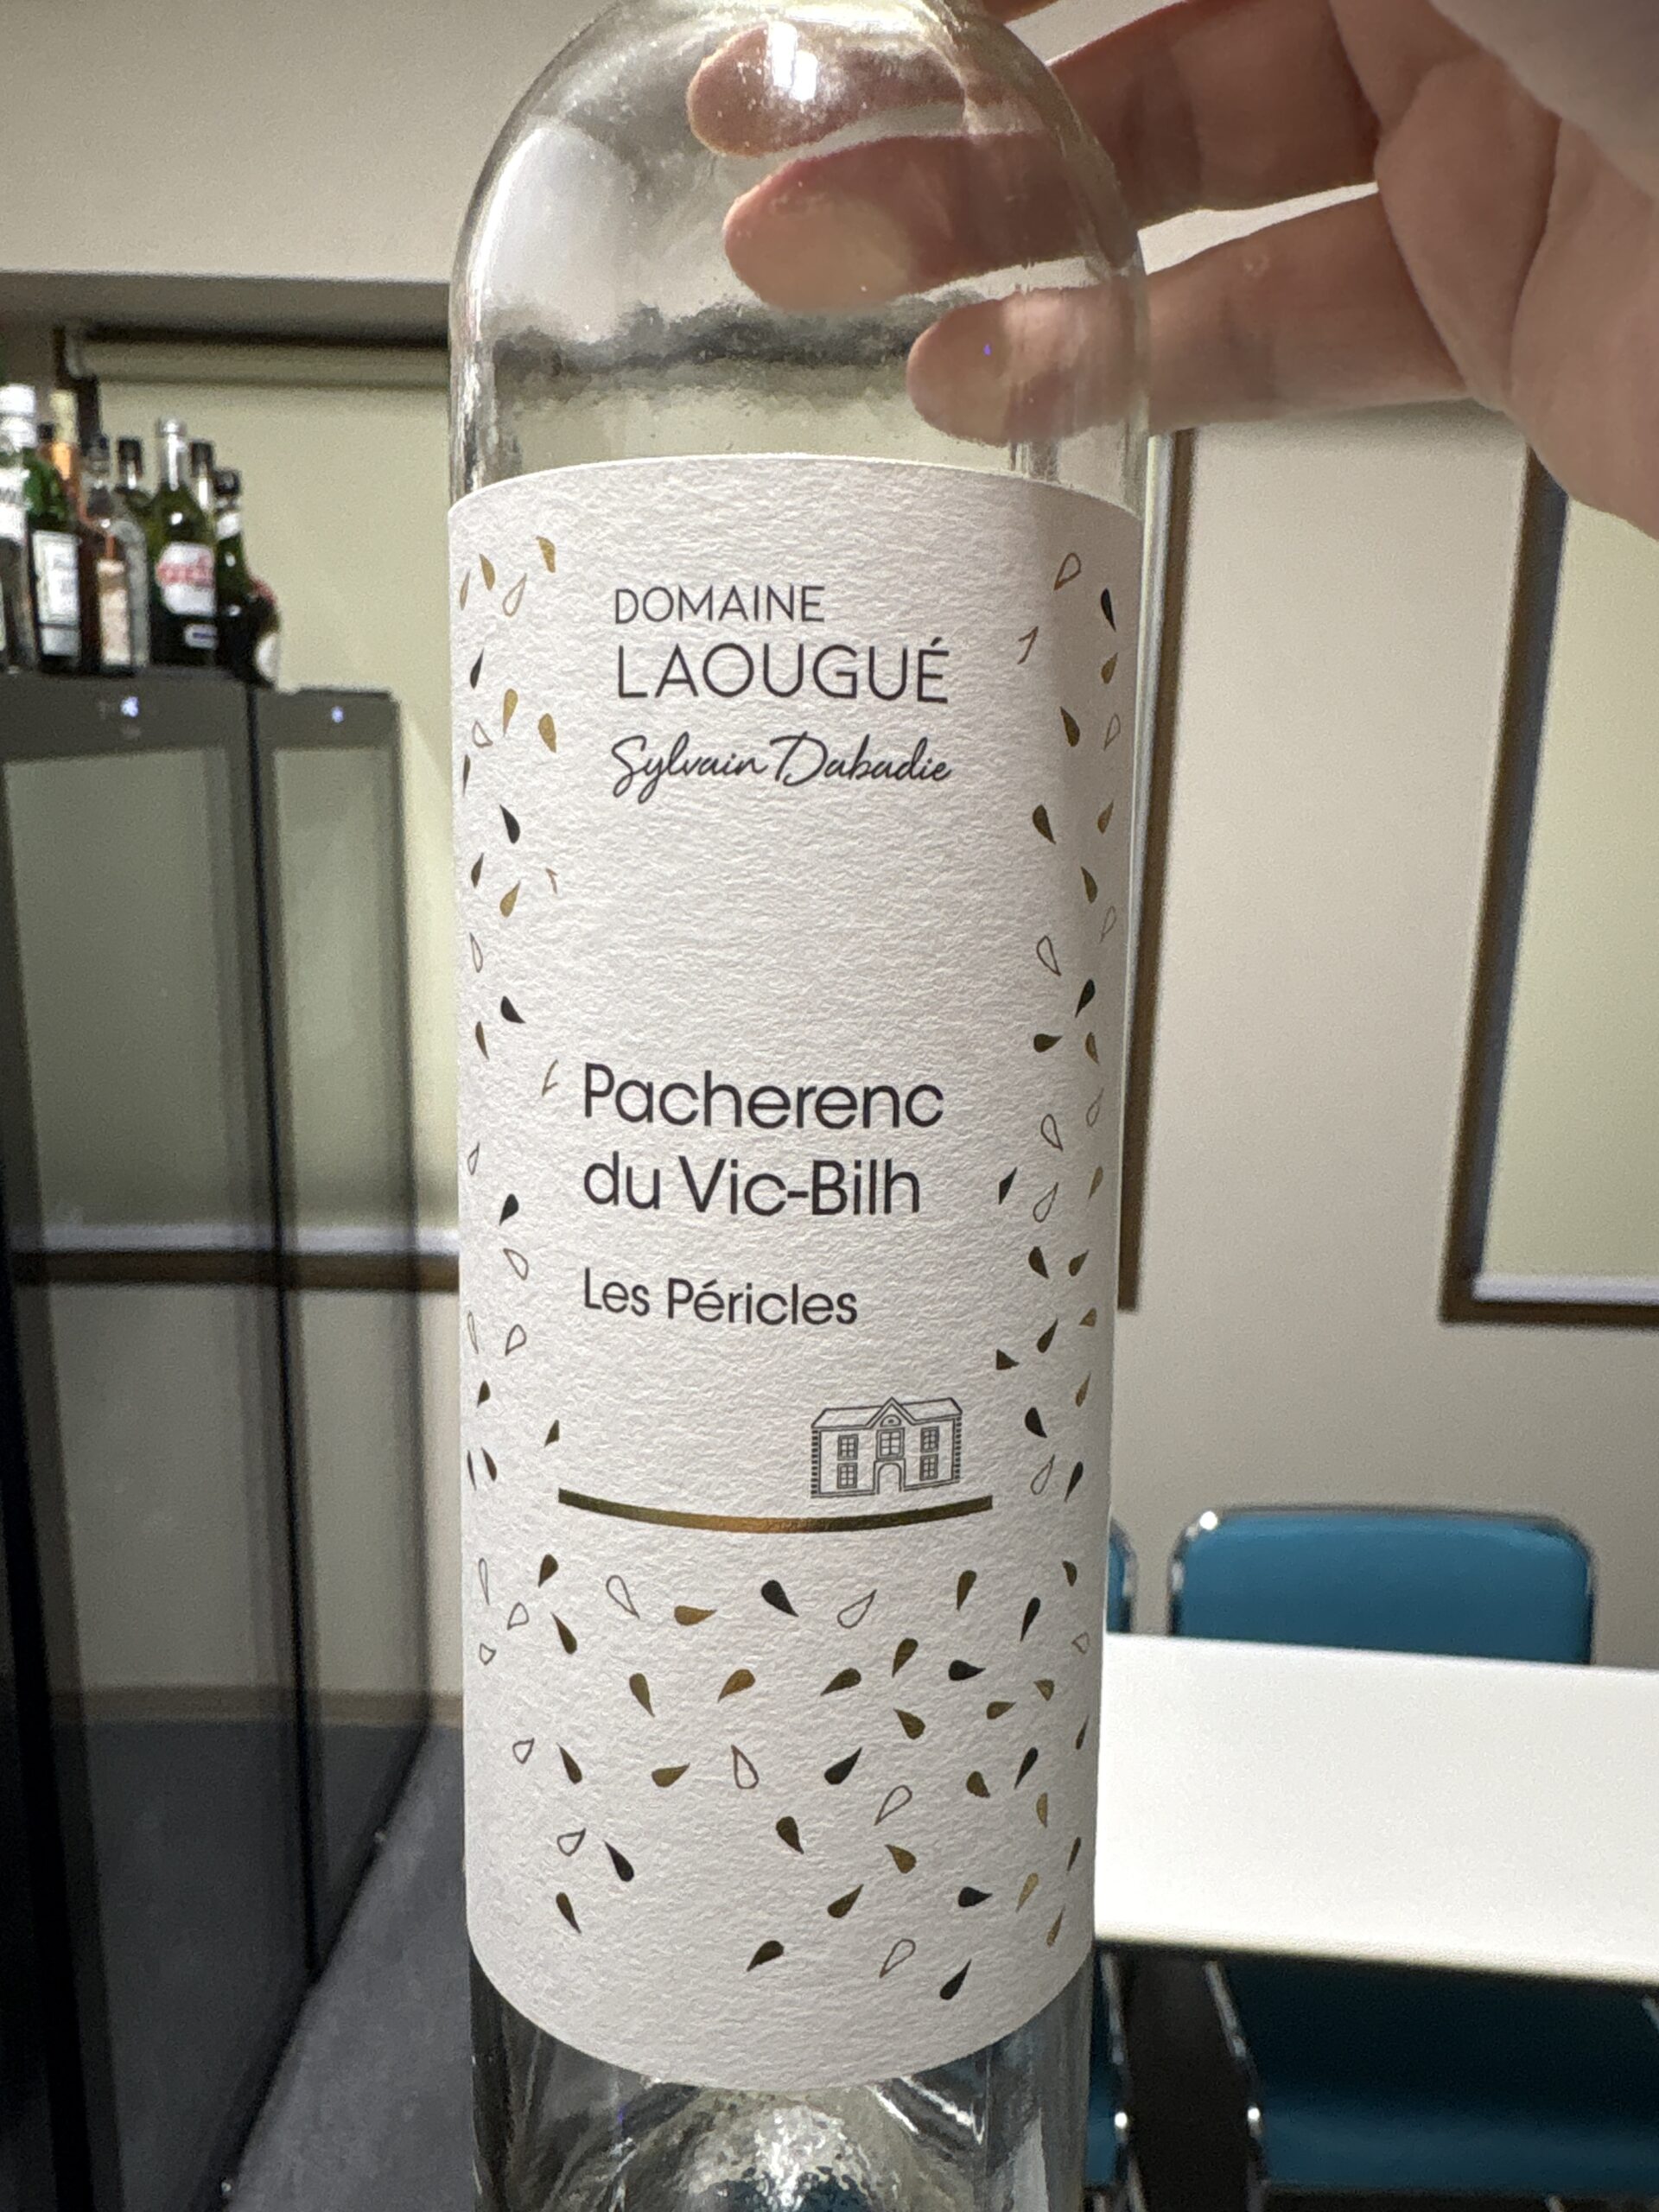 DOMAINE
LAOUGUÉ
Sylvain Dabadie
Pacherenc
du Vic-Bilh
Les Péricles